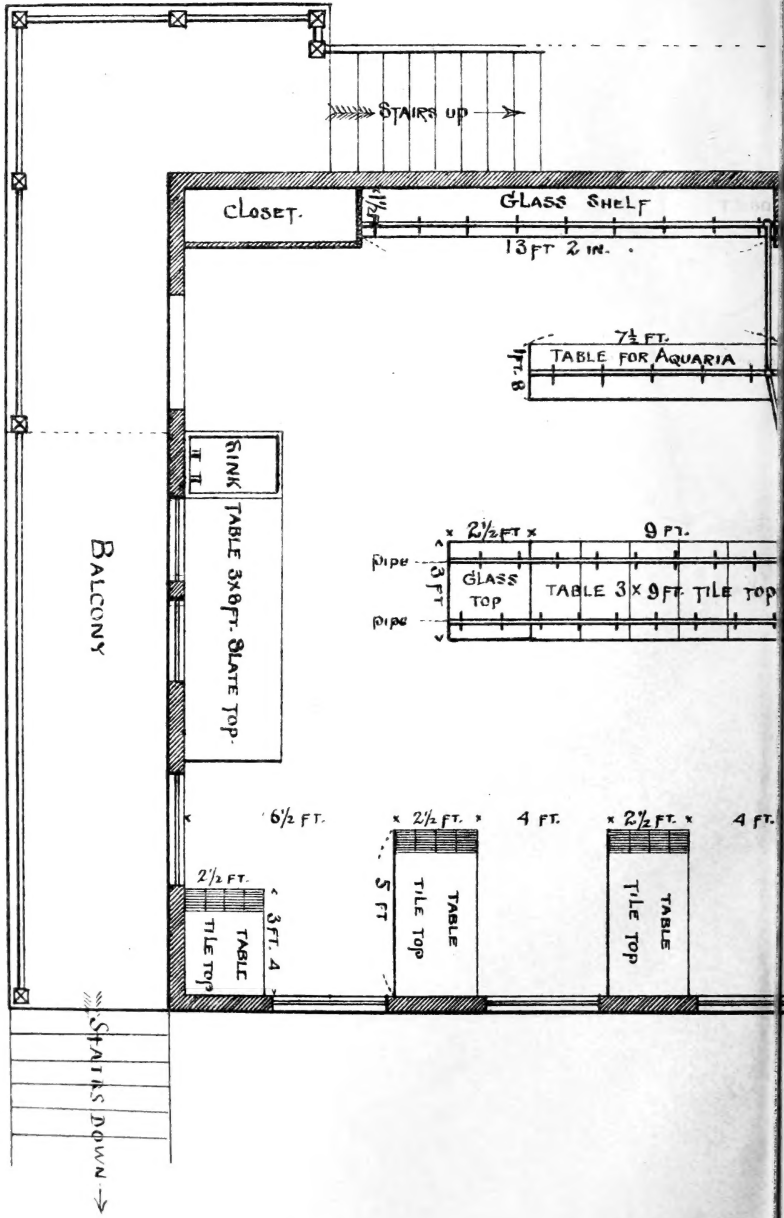 STAIRS UP
CLOSET.
1½ FT
GLASS SHELF
13 FT 2 IN.
7½ FT.
TABLE FOR AQUARIA
1 FT. 8
SINK
TABLE 3X8 FT. SLATE TOP.
BALCONY
2½ FT
9 FT.
PIPE
3 FT
GLASS
TOP
TABLE 3 × 9 FT. TILE TOP
PIPE
6½ FT.
2½ FT.
4 FT.
2½ FT.
4 FT.
2½ FT.
3 FT. 4
TABLE
TILE TOP
5 FT
TABLE
TILE TOP
TABLE
TILE TOP
STAIRS DOWN